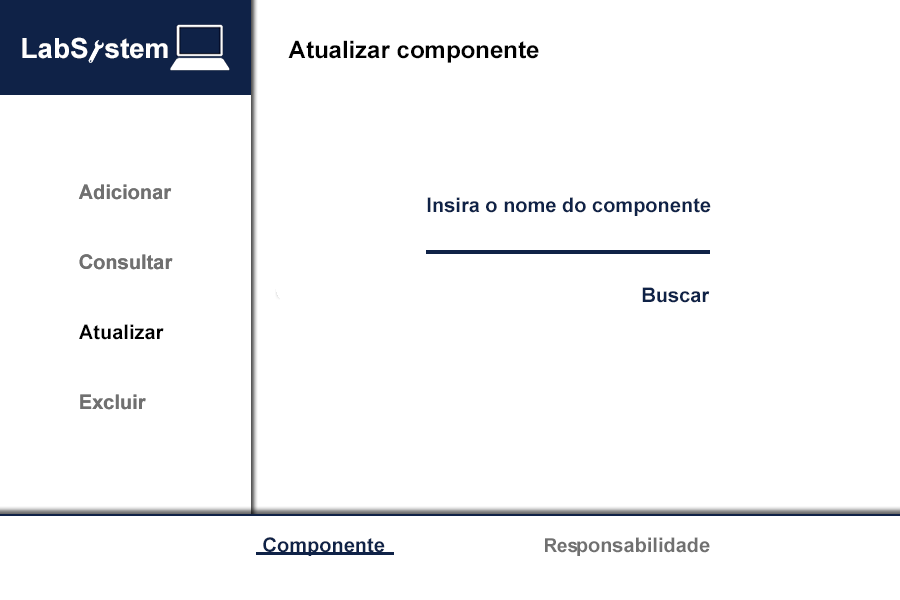 LabSystem
Atualizar componente
Adicionar
Consultar
Atualizar
Excluir
Insira o nome do componente
Buscar
Componente
Responsabilidade